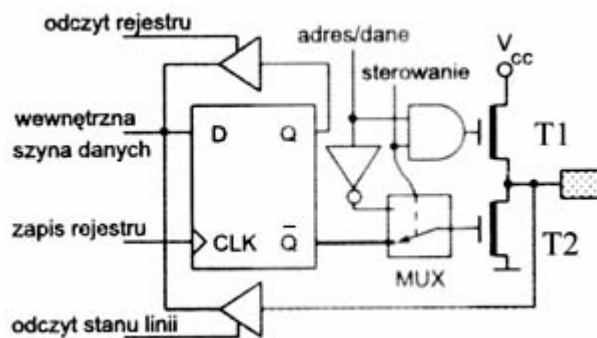 odczyt rejestru
adres/dane
V
CC
sterowanie
wewnętrzna
szyna danych
D
Q
T1
zapis rejestru
CLK
Q̅
T2
MUX
odczyt stanu linii